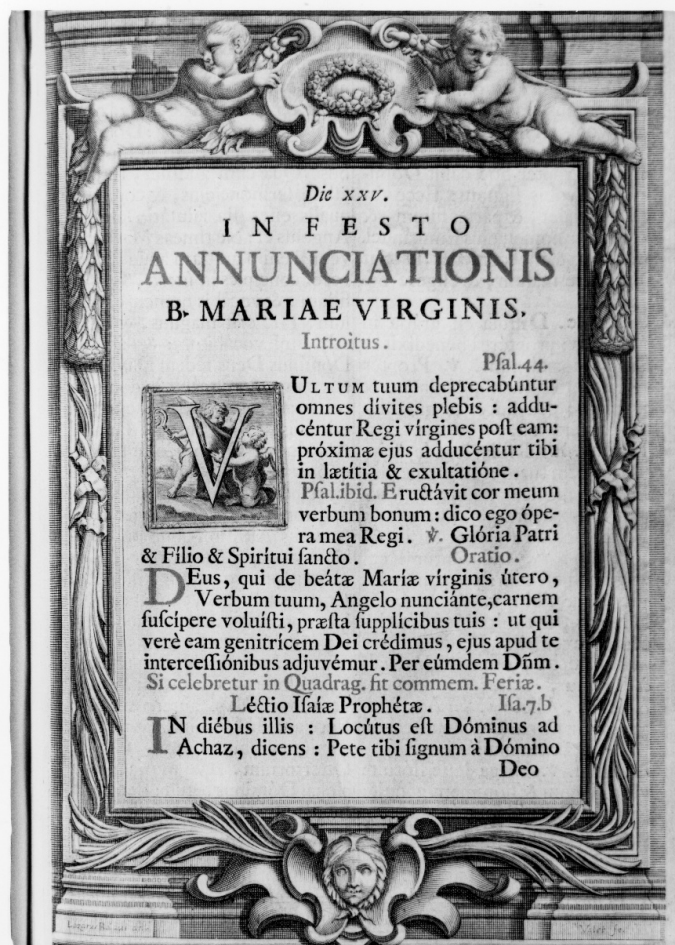 Die XXV.
IN FESTO
ANNUNCIATIONIS
B. MARIAE VIRGINIS.
Introitus.
Psal.44.
VULTUM tuum deprecabúntur
omnes dívites plebis : addu-
céntur Regi vírgines poſt eam:
próximæ ejus adducéntur tibi
in lætítia & exultatióne .
Pſal.ibid. Eructávit cor meum
verbum bonum: dico ego ópe-
ra mea Regi. ℣. Glória Patri
& Fílio & Spirítui ſancto .
Oratio .
DEus, qui de beátæ Maríæ vírginis útero,
Verbum tuum, Angelo nunciánte,carnem
ſuſcípere voluíſti, præſta ſupplícibus tuis : ut qui
verè eam genitricem Dei crédimus, ejus apud te
interceſſiónibus adjuvémur. Per eúmdem Dñm.
Si celebretur in Quadrag. fit commem. Feriæ.
Léctio Iſaíæ Prophétæ. Iſa.7.b
IN diébus illis : Locútus eſt Dóminus ad
Achaz, dicens : Pete tibi ſignum à Dómino
Deo